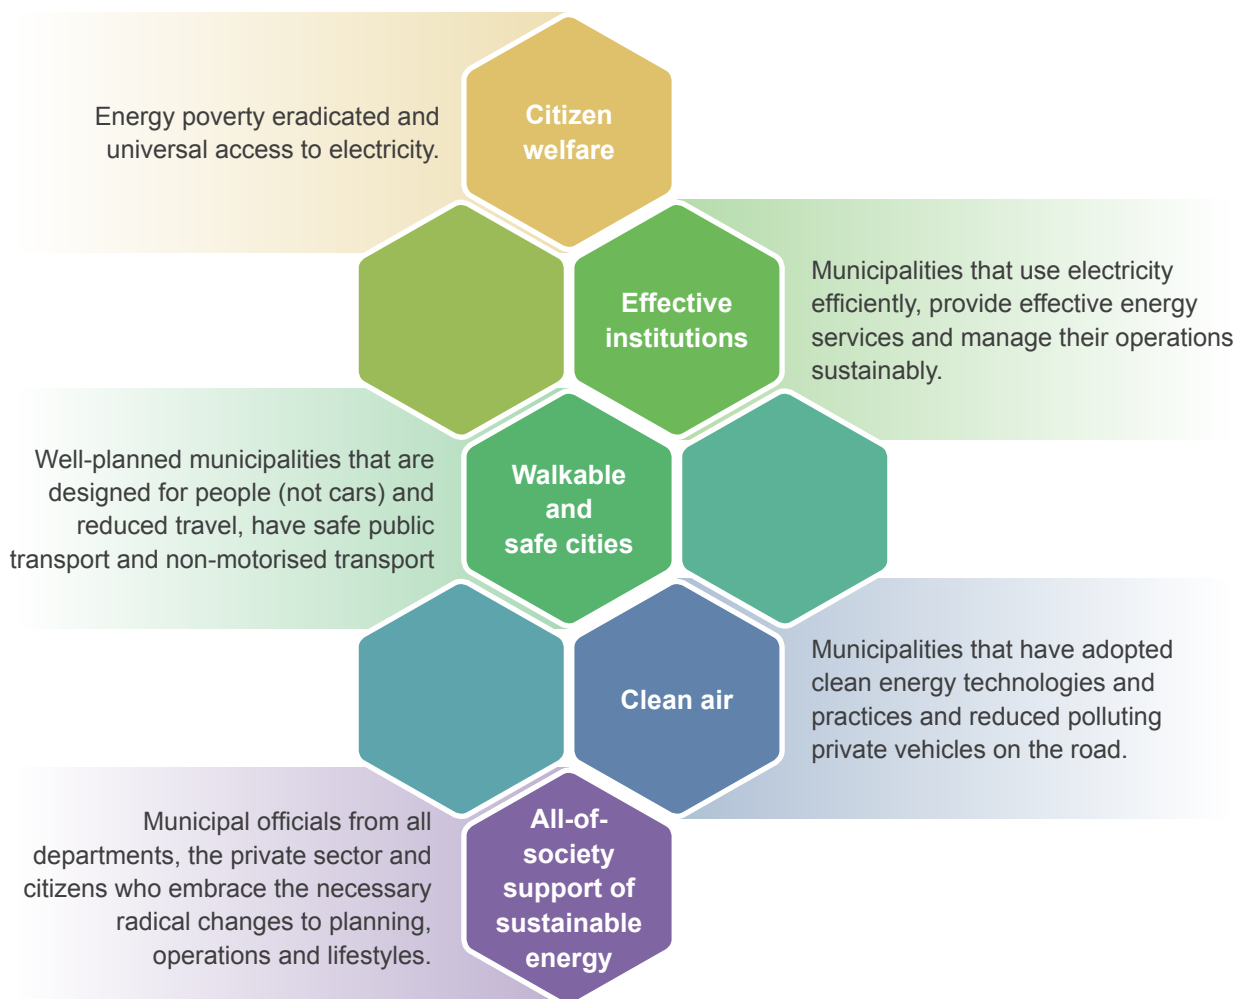 Citizen
welfare
Energy poverty eradicated and
universal access to electricity.
Effective
institutions
Municipalities that use electricity
efficiently, provide effective energy
services and manage their operations
sustainably.
Walkable
and
safe cities
Well-planned municipalities that are
designed for people (not cars) and
reduced travel, have safe public
transport and non-motorised transport
Clean air
Municipalities that have adopted
clean energy technologies and
practices and reduced polluting
private vehicles on the road.
All-of-
society
support of
sustainable
energy
Municipal officials from all
departments, the private sector and
citizens who embrace the necessary
radical changes to planning,
operations and lifestyles.